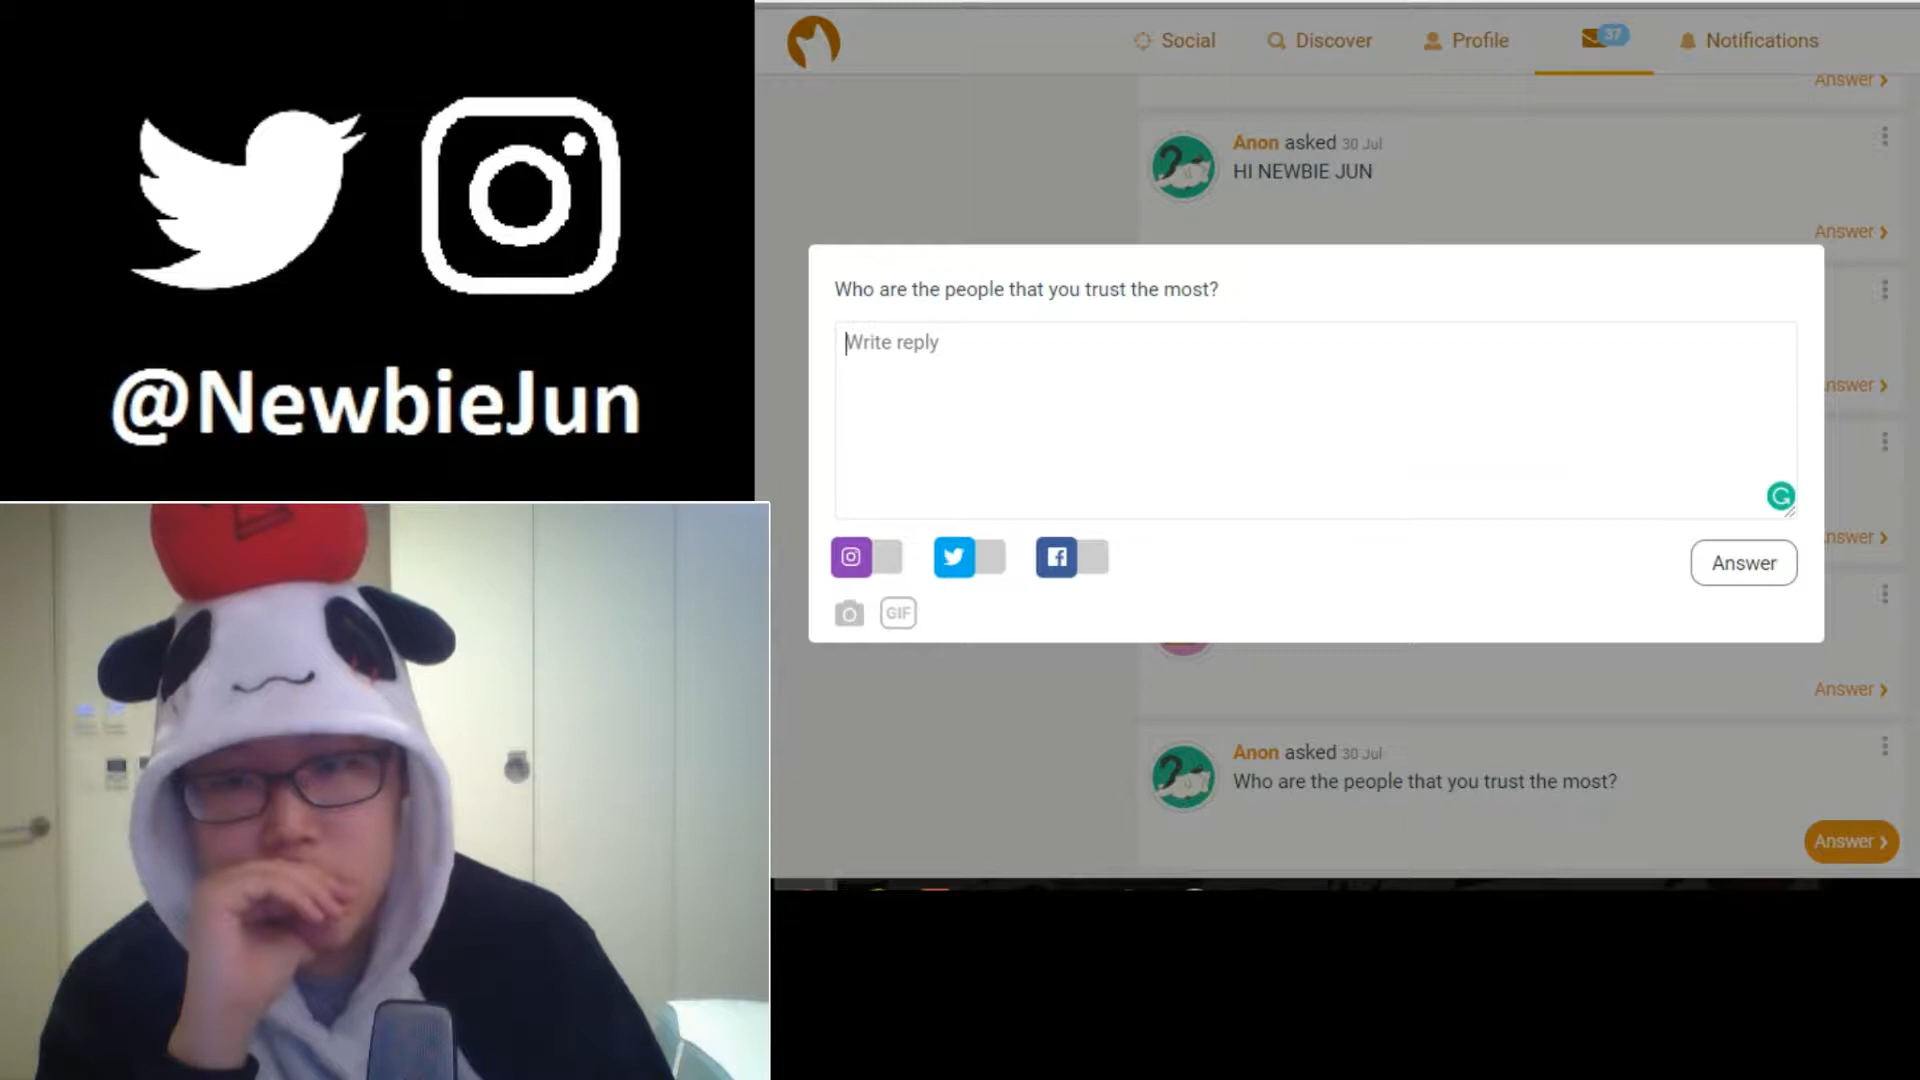 @NewbieJun
Social
Discover
Profile
37
Notifications
Answer
Anon asked 30 Jul
HI NEWBIE JUN
Answer
Who are the people that you trust the most?
Write reply
nswer
nswer
Answer
GIF
Answer
Anon asked 30 Jul
Who are the people that you trust the most?
Answer